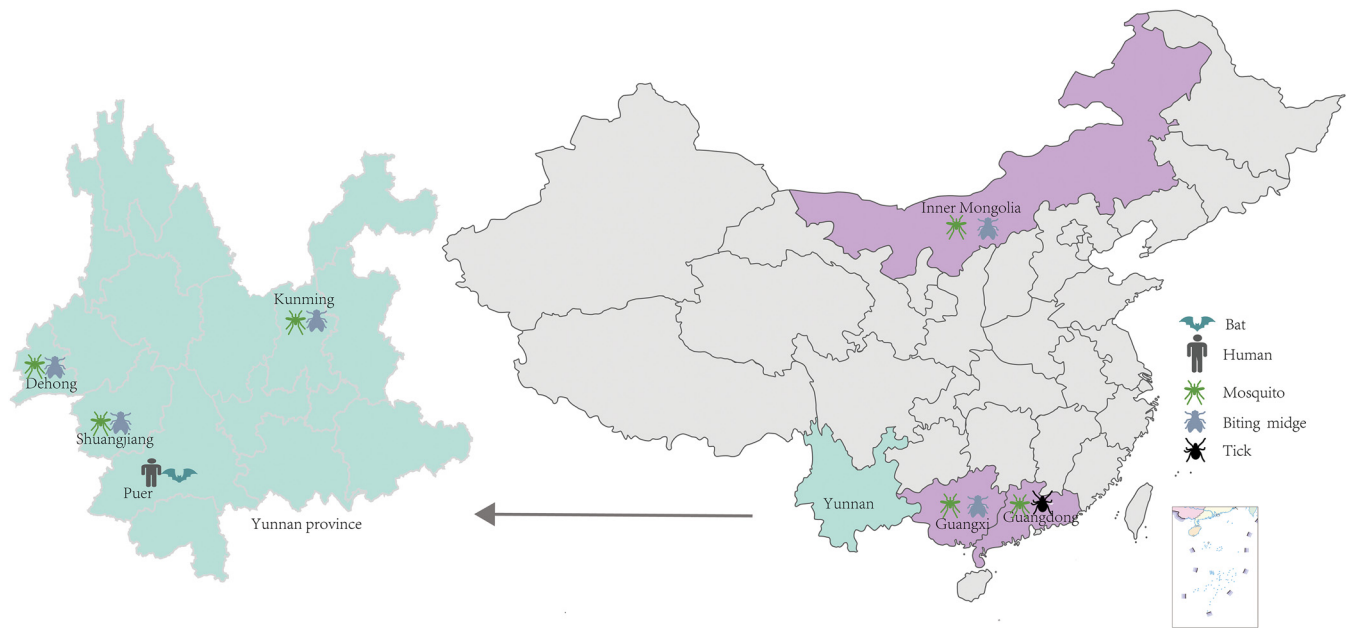 Kunming
Dehong
Shuangjiang
Puer
Yunnan province
Inner Mongolia
Yunnan
Guangxi
Guangdong
Bat
Human
Mosquito
Biting midge
Tick